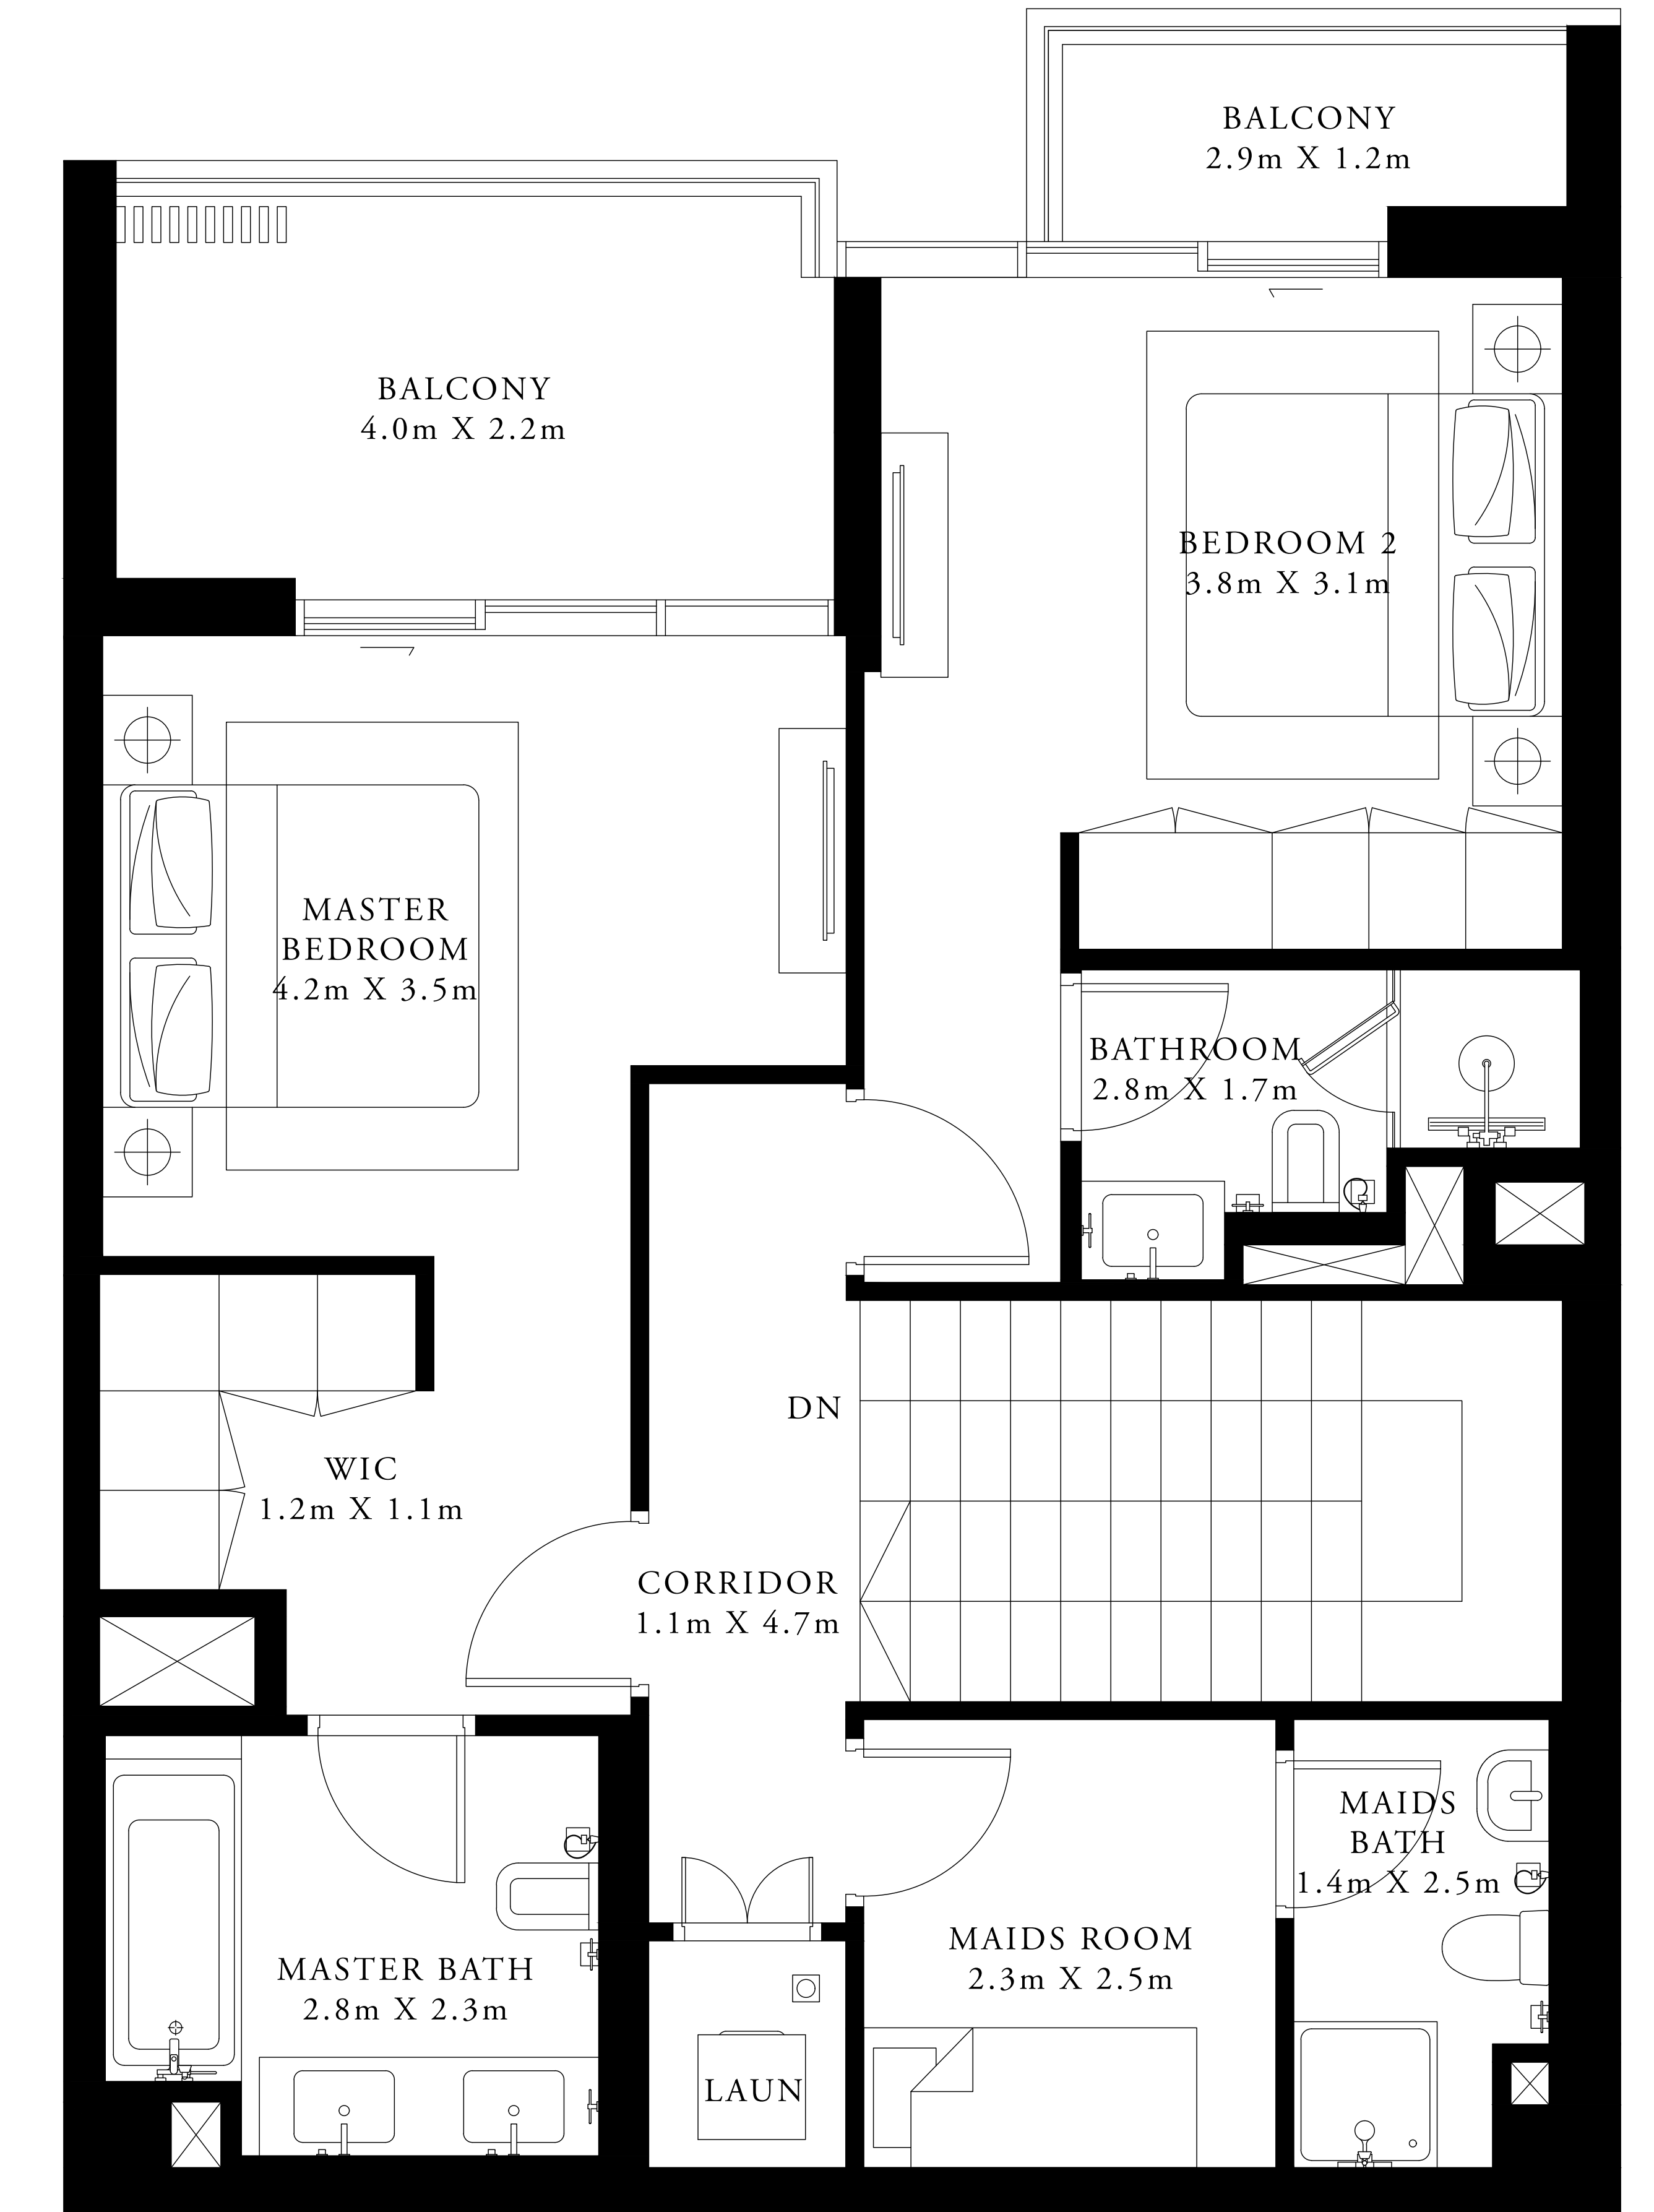 BALCONY
2.9m X 1.2m
BALCONY
4.0m X 2.2m
BEDROOM 2
3.8m X 3.1m
MASTER
BEDROOM
4.2m X 3.5m
BATHROOM
2.8m X 1.7m
DN
WIC
1.2m X 1.1m
CORRIDOR
1.1m X 4.7m
MAIDS
BATH
1.4m X 2.5m
MAIDS ROOM
2.3m X 2.5m
MASTER BATH
2.8m X 2.3m
LAUN